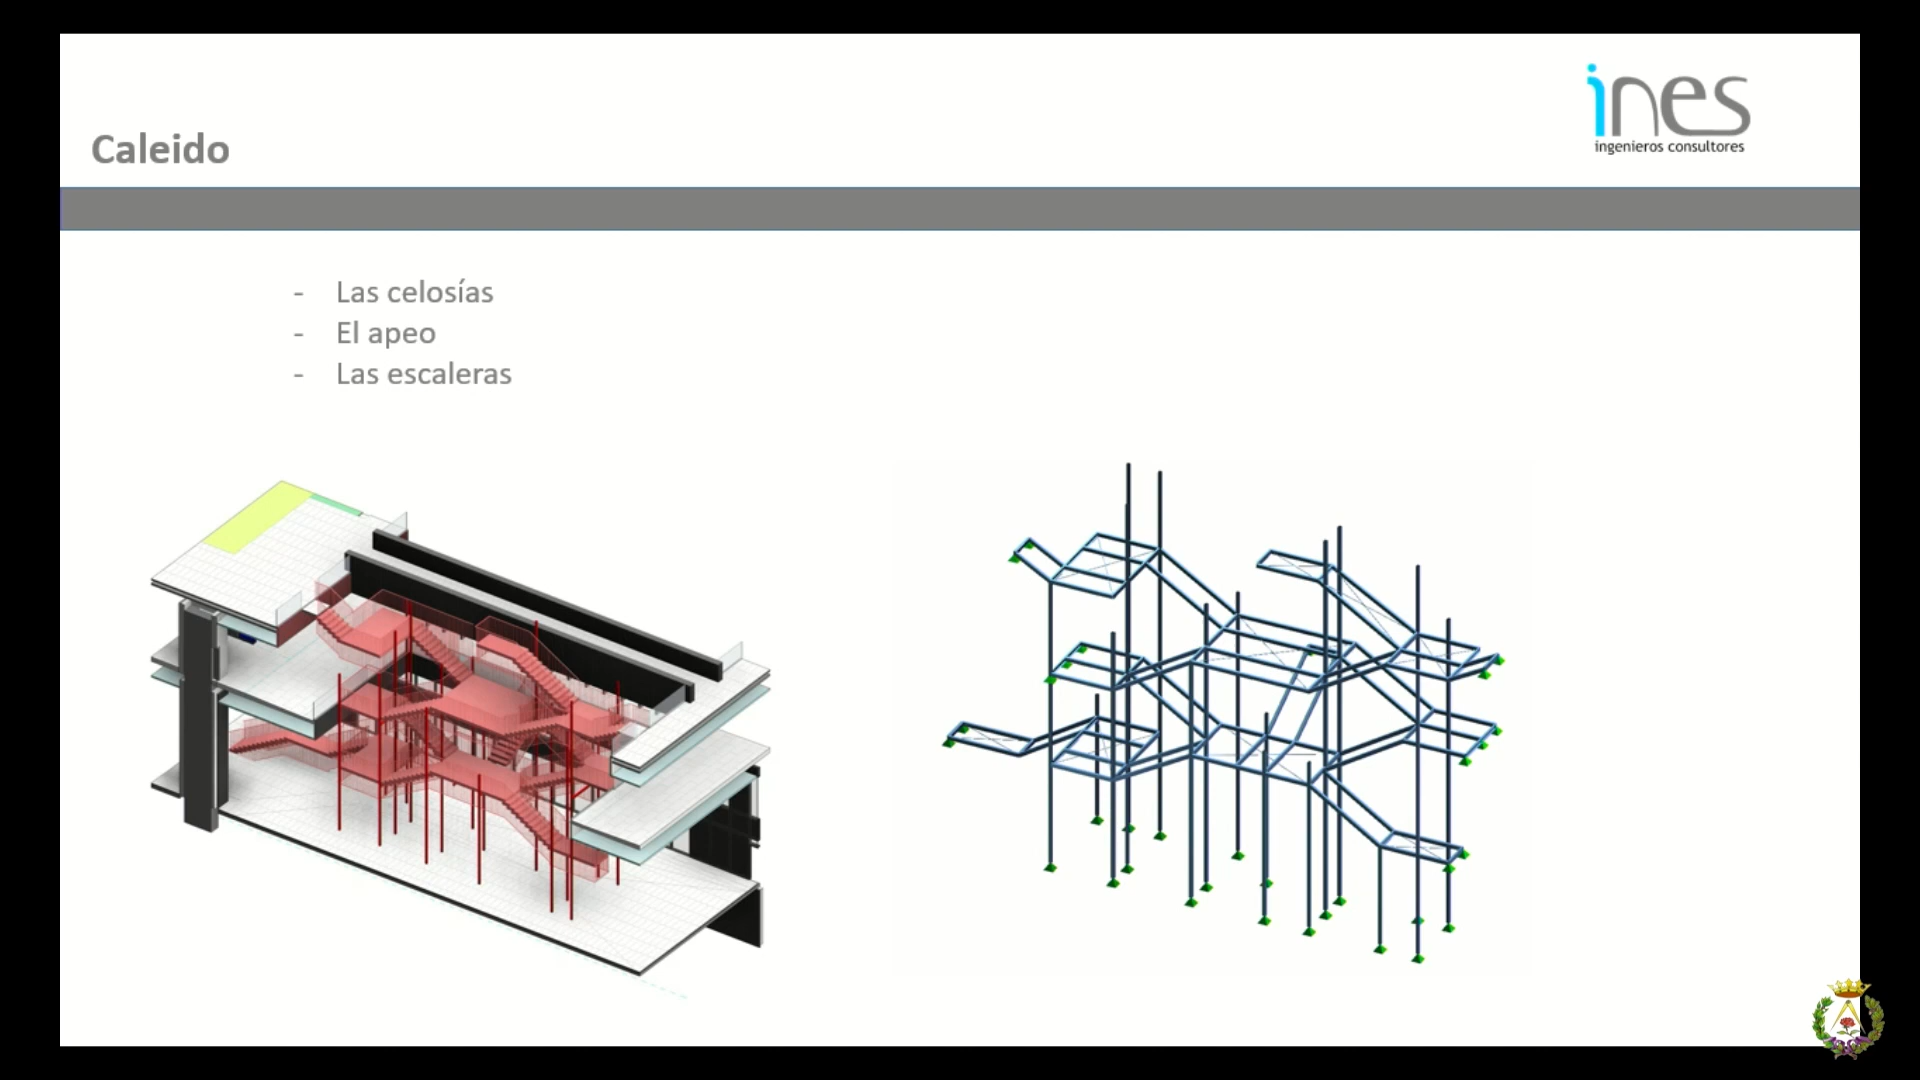 ines
ingenieros consultores
Caleido
- Las celosías
- El apeo
- Las escaleras